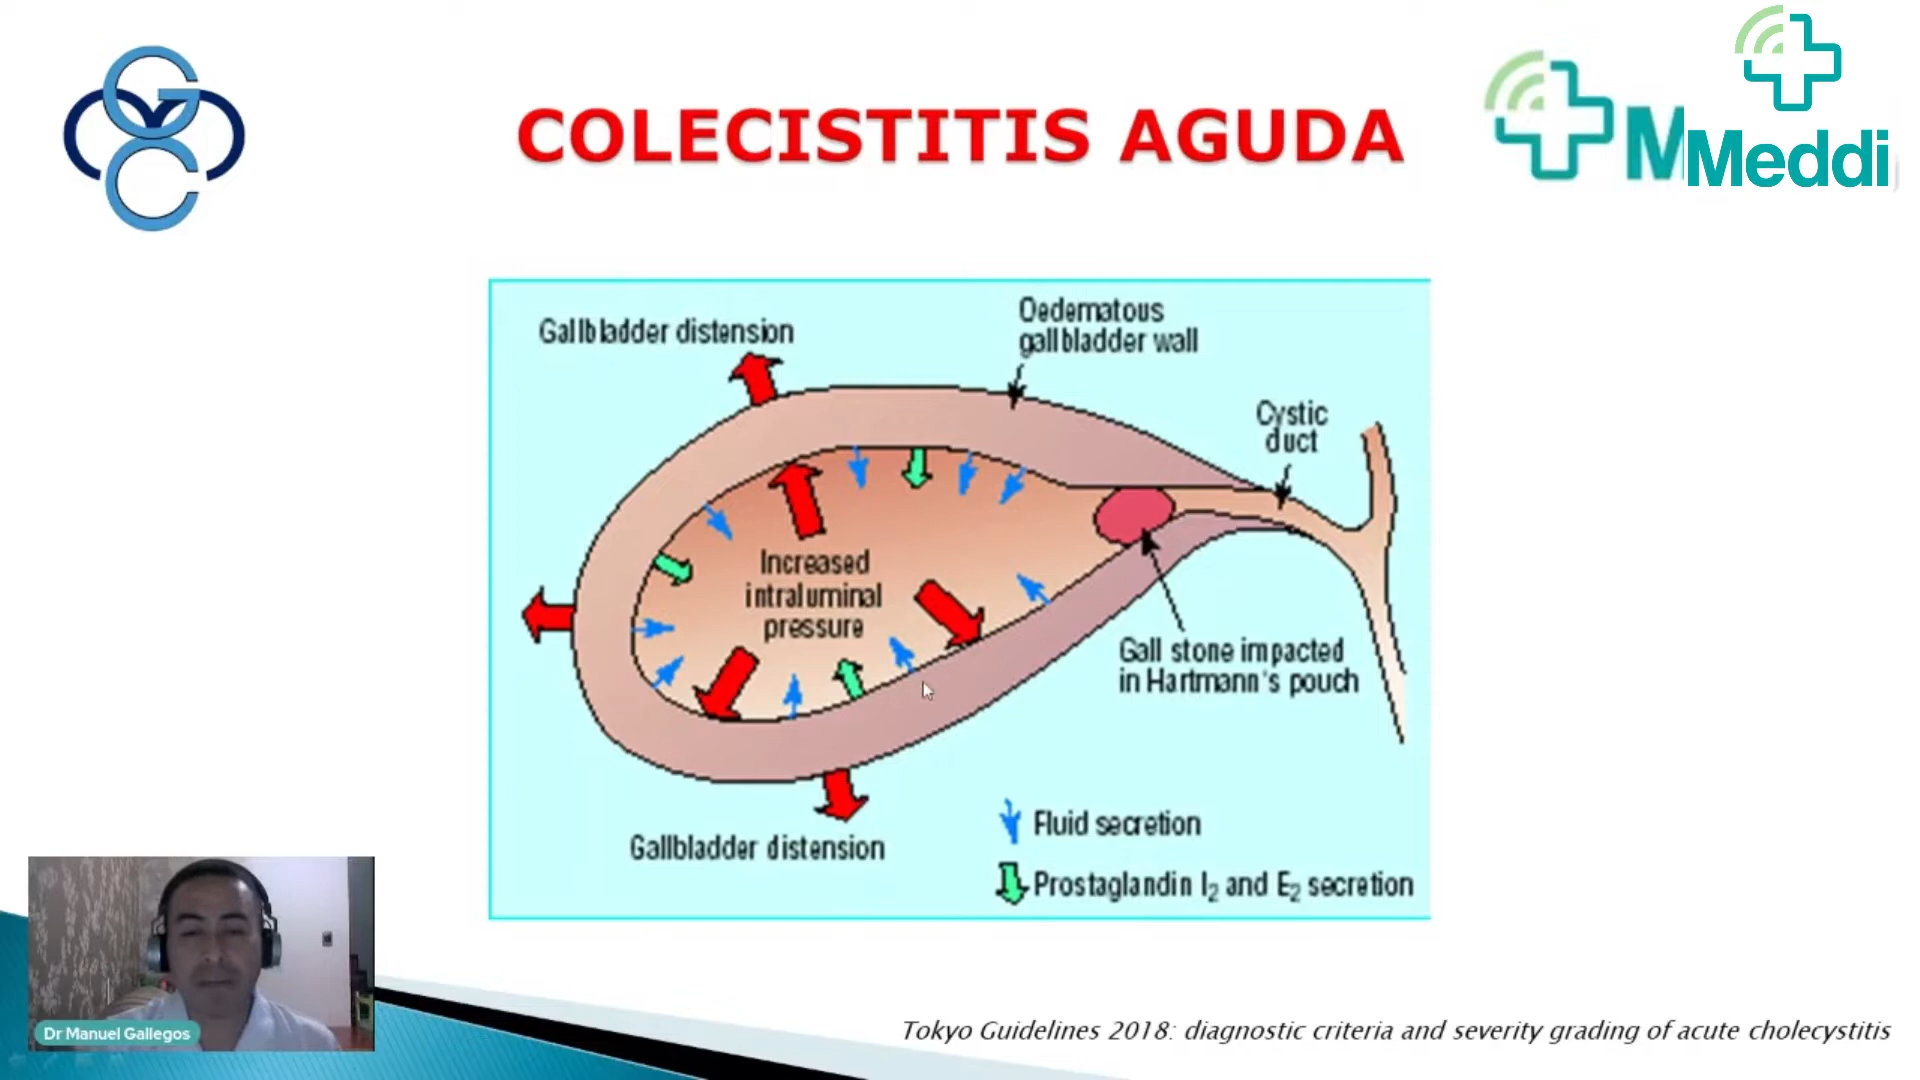 COLECISTITIS AGUDA
M
Meddi
Gallbladder distension
Oedematous
gallbladder wall
Cystic
duct
Increased
intraluminal
pressure
Gall stone impacted
in Hartmann's pouch
Fluid secretion
Gallbladder distension
Prostaglandin I₂ and E₂ secretion
Dr Manuel Gallegos
Tokyo Guidelines 2018: diagnostic criteria and severity grading of acute cholecystitis